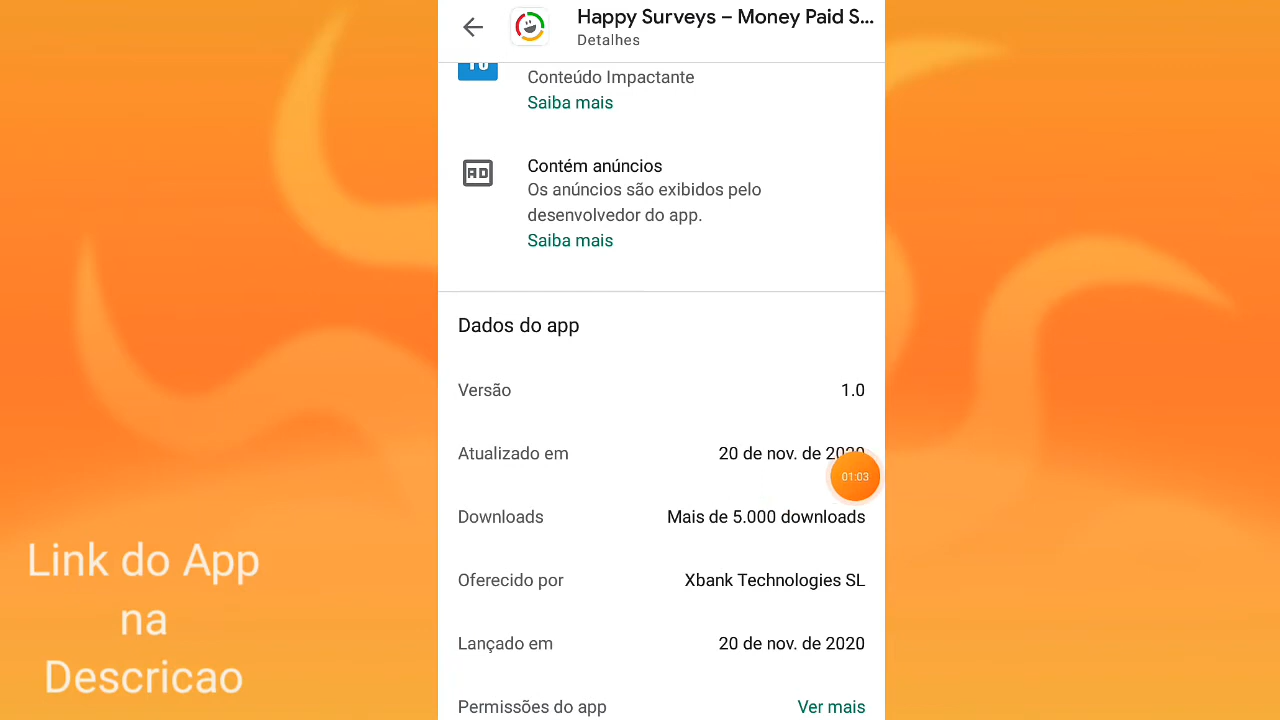 Happy Surveys – Money Paid S...
Detalhes
Conteúdo Impactante
Saiba mais
AD
Contém anúncios
Os anúncios são exibidos pelo
desenvolvedor do app.
Saiba mais
Dados do app
Versão 1.0
Atualizado em 20 de nov. de 2020
01:03
Downloads Mais de 5.000 downloads
Oferecido por Xbank Technologies SL
Lançado em 20 de nov. de 2020
Permissões do app Ver mais
Link do App
na
Descricao